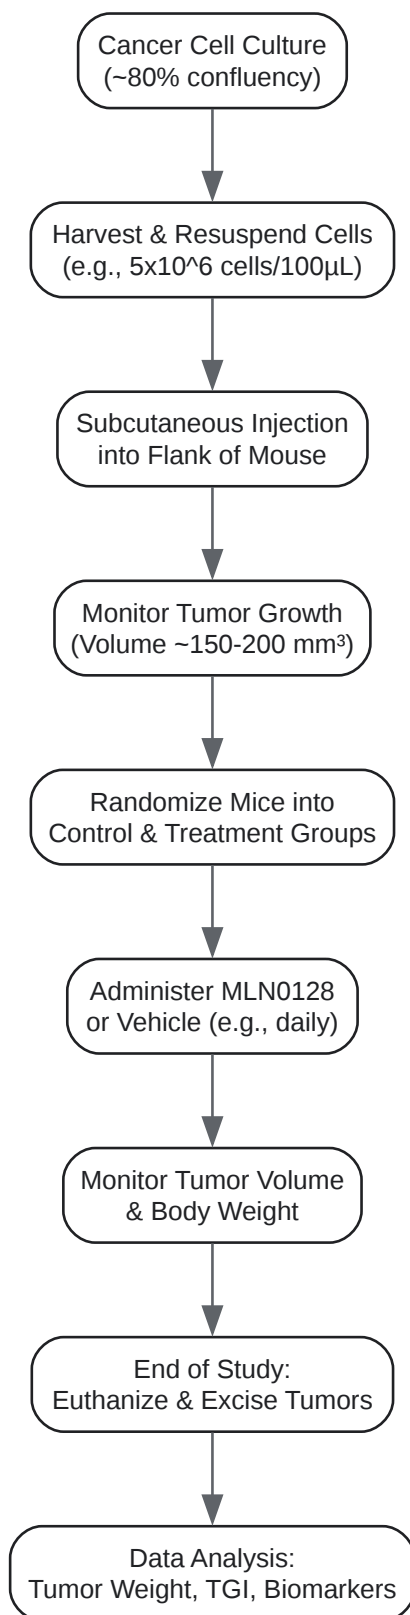 Cancer Cell Culture
(~80% confluency)
Harvest & Resuspend Cells
(e.g., 5x10^6 cells/100µL)
Subcutaneous Injection
into Flank of Mouse
Monitor Tumor Growth
(Volume ~150-200 mm³)
Randomize Mice into
Control & Treatment Groups
Administer MLN0128
or Vehicle (e.g., daily)
Monitor Tumor Volume
& Body Weight
End of Study:
Euthanize & Excise Tumors
Data Analysis:
Tumor Weight, TGI, Biomarkers